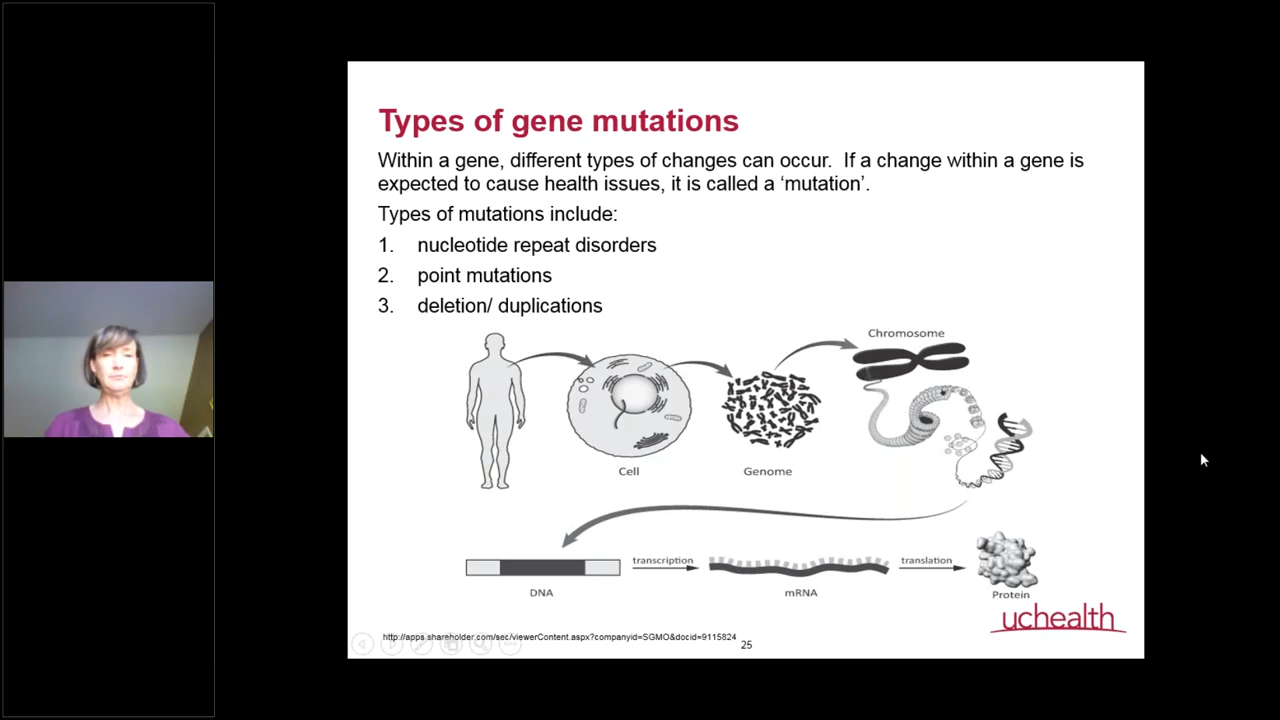 Types of gene mutations
Within a gene, different types of changes can occur.  If a change within a gene is
expected to cause health issues, it is called a ‘mutation’.
Types of mutations include:
1. nucleotide repeat disorders
2. point mutations
3. deletion/ duplications
Chromosome
Cell
Genome
transcription
translation
DNA
mRNA
Protein
uchealth
http://apps.shareholder.com/sec/viewerContent.aspx?companyid=SGMO&docid=9115824
25